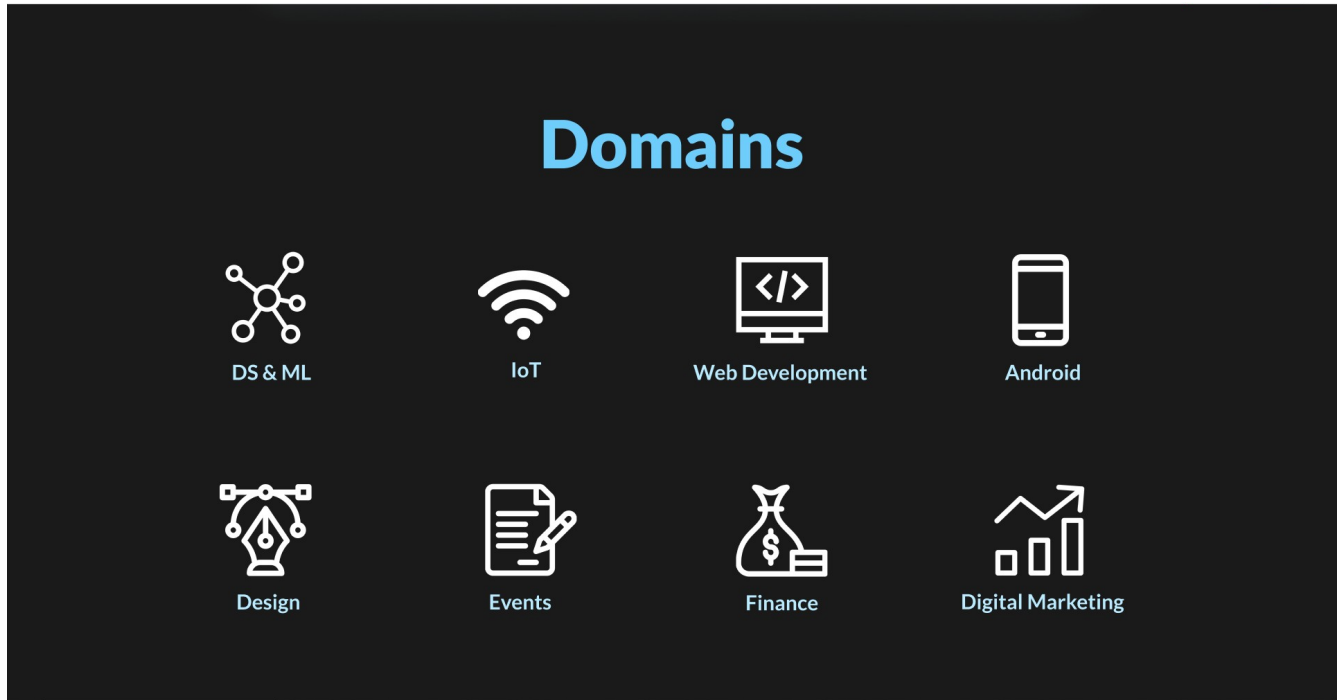 Domains
DS & ML
IoT
Web Development
Android
Design
Events
Finance
Digital Marketing